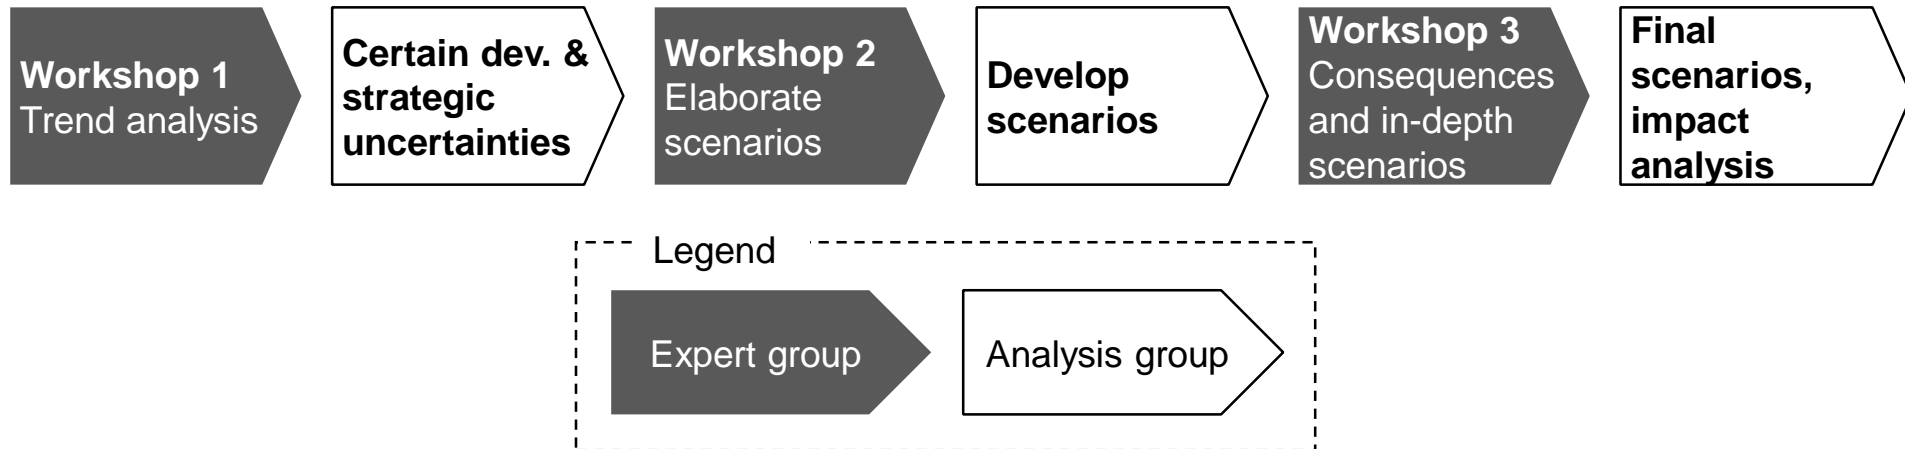 Workshop 1
Trend analysis
Certain dev. &
strategic
uncertainties
Workshop 2
Elaborate
scenarios
Develop
scenarios
Workshop 3
Consequences
and in-depth
scenarios
Final
scenarios,
impact
analysis
Legend
Expert group
Analysis group